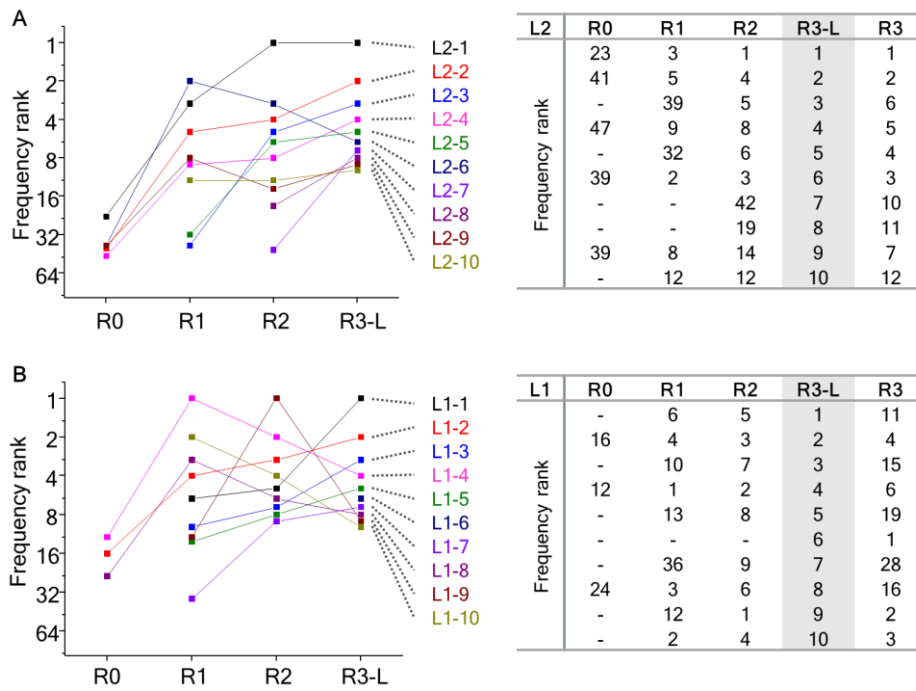 A
Frequency rank
1
2
4
8
16
32
64
R0 R1 R2 R3-L
L2-1
L2-2
L2-3
L2-4
L2-5
L2-6
L2-7
L2-8
L2-9
L2-10
L2 R0 R1 R2 R3-L R3
Frequency rank
23 3 1 1 1
41 5 4 2 2
- 39 5 3 6
47 9 8 4 5
- 32 6 5 4
39 2 3 6 3
- - 42 7 10
- - 19 8 11
39 8 14 9 7
- 12 12 10 12
B
Frequency rank
1
2
4
8
16
32
64
R0 R1 R2 R3-L
L1-1
L1-2
L1-3
L1-4
L1-5
L1-6
L1-7
L1-8
L1-9
L1-10
L1 R0 R1 R2 R3-L R3
Frequency rank
- 6 5 1 11
16 4 3 2 4
- 10 7 3 15
12 1 2 4 6
- 13 8 5 19
- - - 6 1
- 36 9 7 28
24 3 6 8 16
- 12 1 9 2
- 2 4 10 3